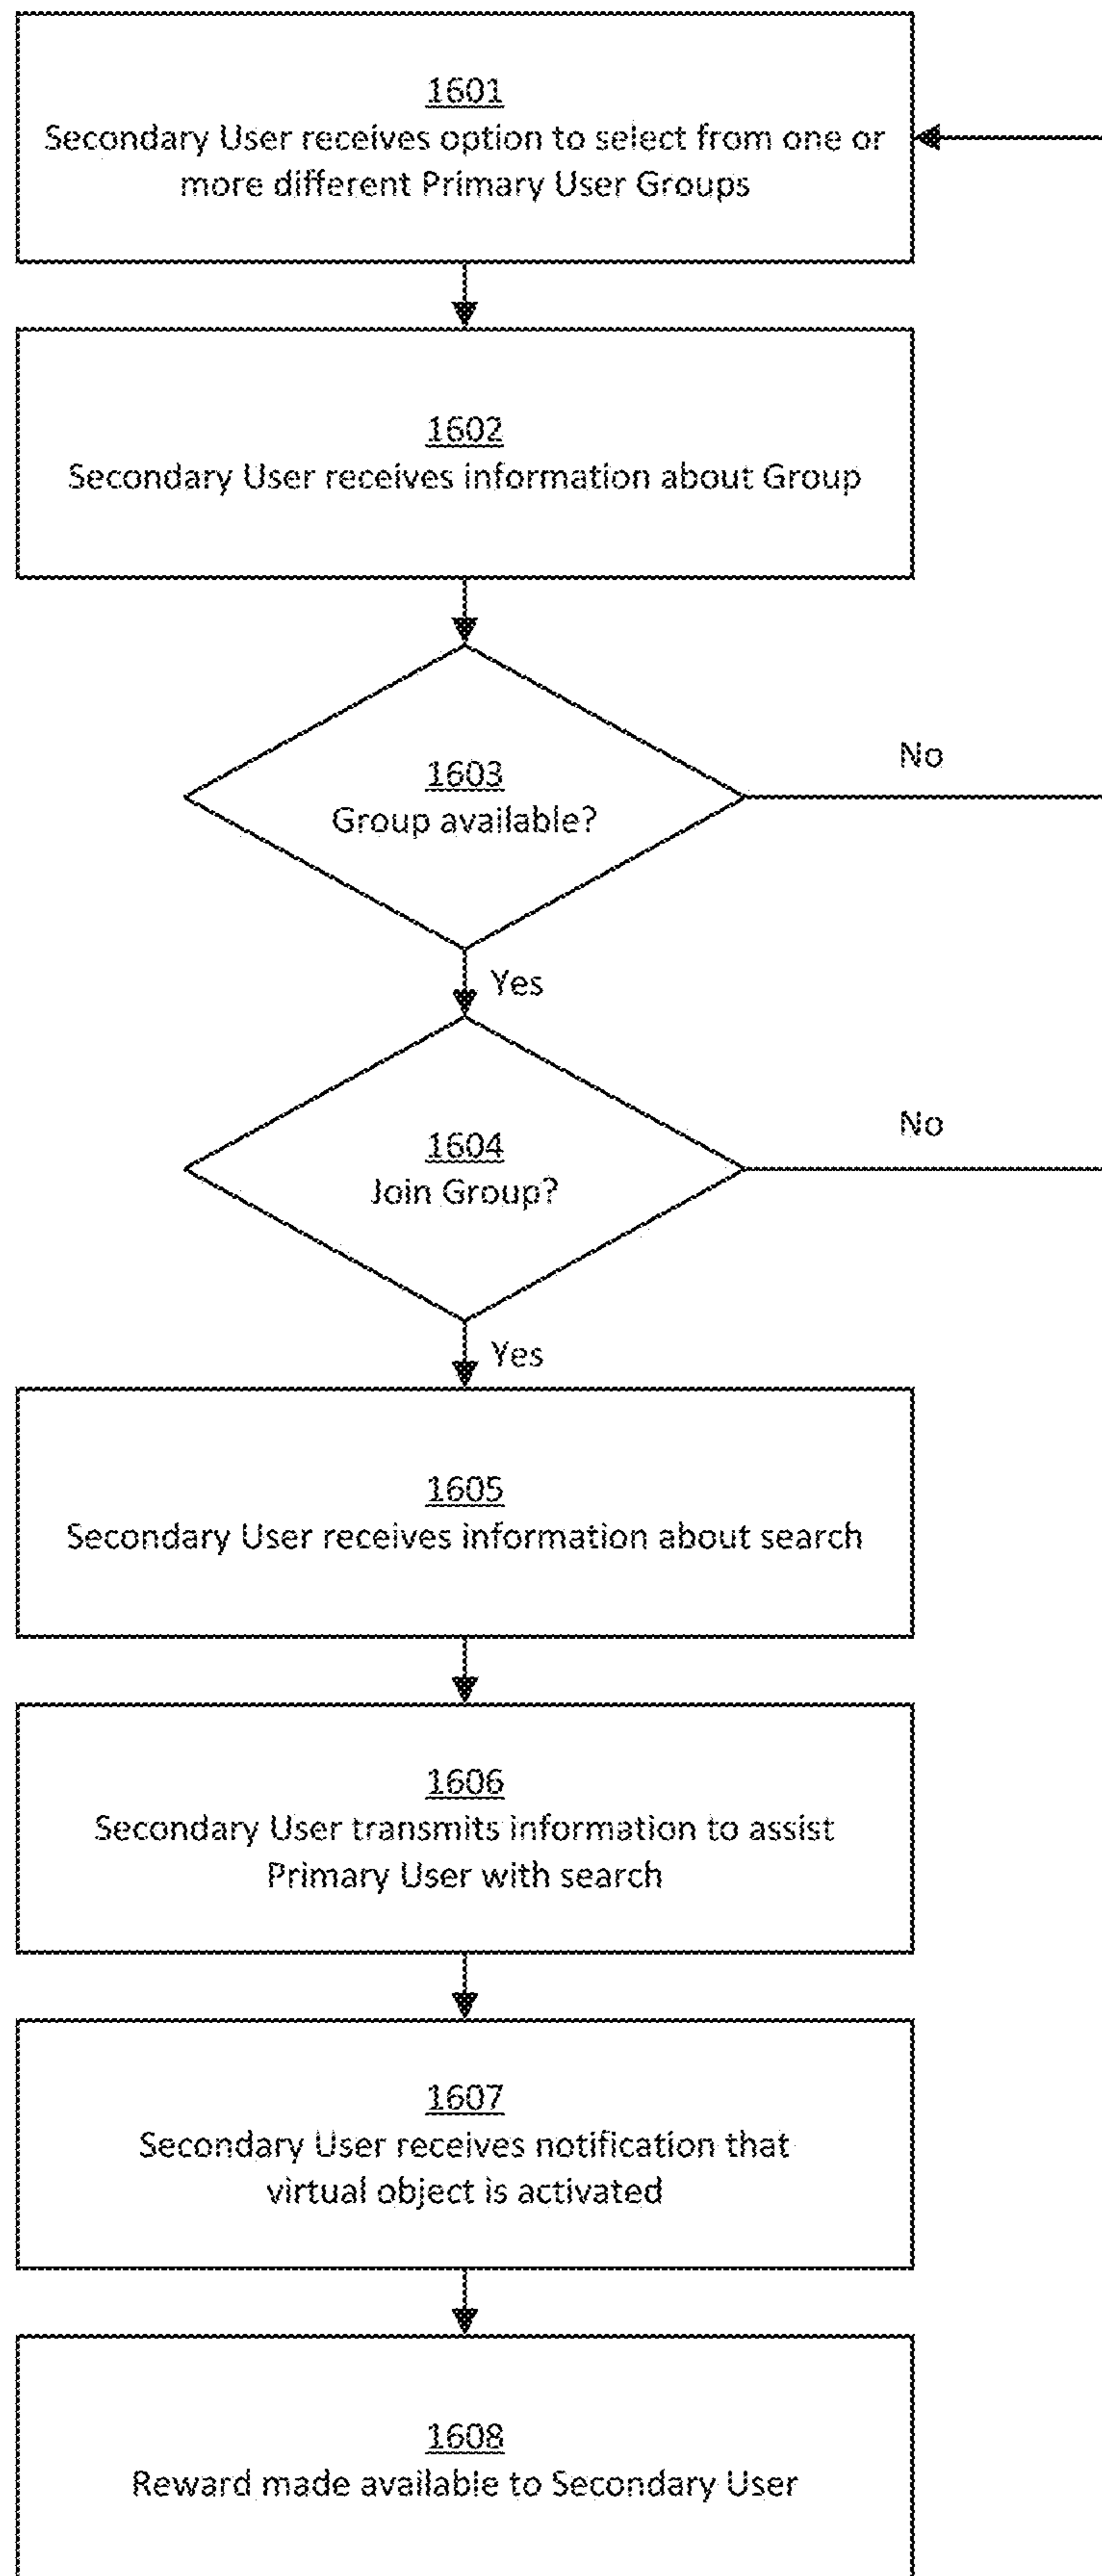 1601
Secondary User receives option to select from one or
more different Primary User Groups
1602
Secondary User receives information about Group
1603
Group available?
No
Yes
1604
Join Group?
No
Yes
1605
Secondary User receives information about search
1606
Secondary User transmits information to assist
Primary User with search
1607
Secondary User receives notification that
virtual object is activated
1608
Reward made available to Secondary User